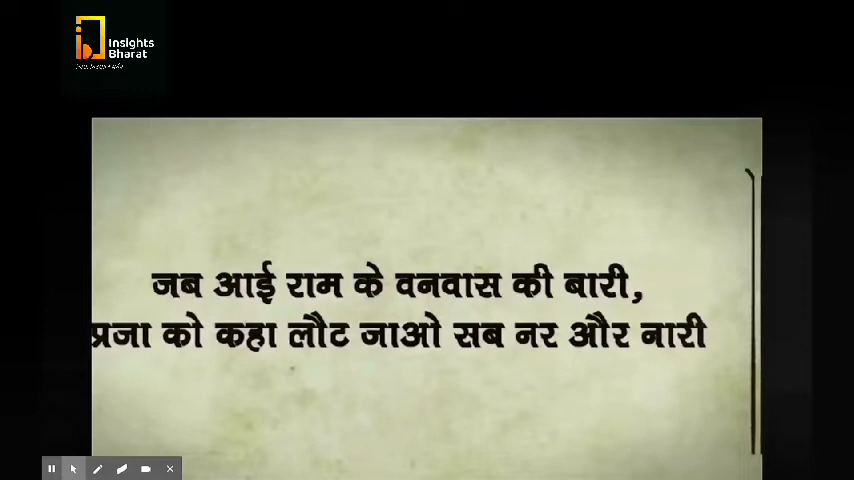 Insights
Bharat
जब आई राम के वनवास की बारी,
प्रजा को कहा लौट जाओ सब नर और नारी